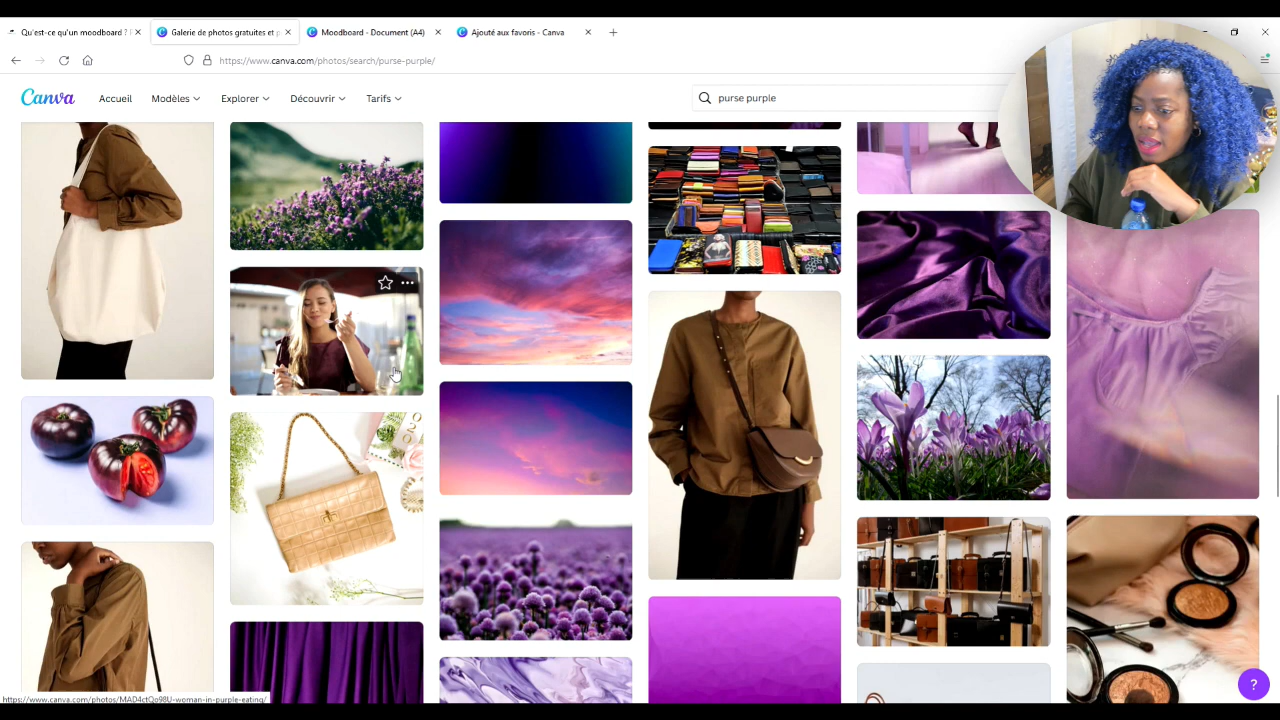 Qu'est-ce qu'un moodboard ? I
Galerie de photos gratuites et p
Moodboard - Document (A4)
Ajouté aux favoris - Canva
https://www.canva.com/photos/search/purse-purple/
Canva
Accueil
Modèles
Explorer
Découvrir
Tarifs
purse purple
2020
?
https://www.canva.com/photos/MAD4ctQo98U-woman-in-purple-eating/